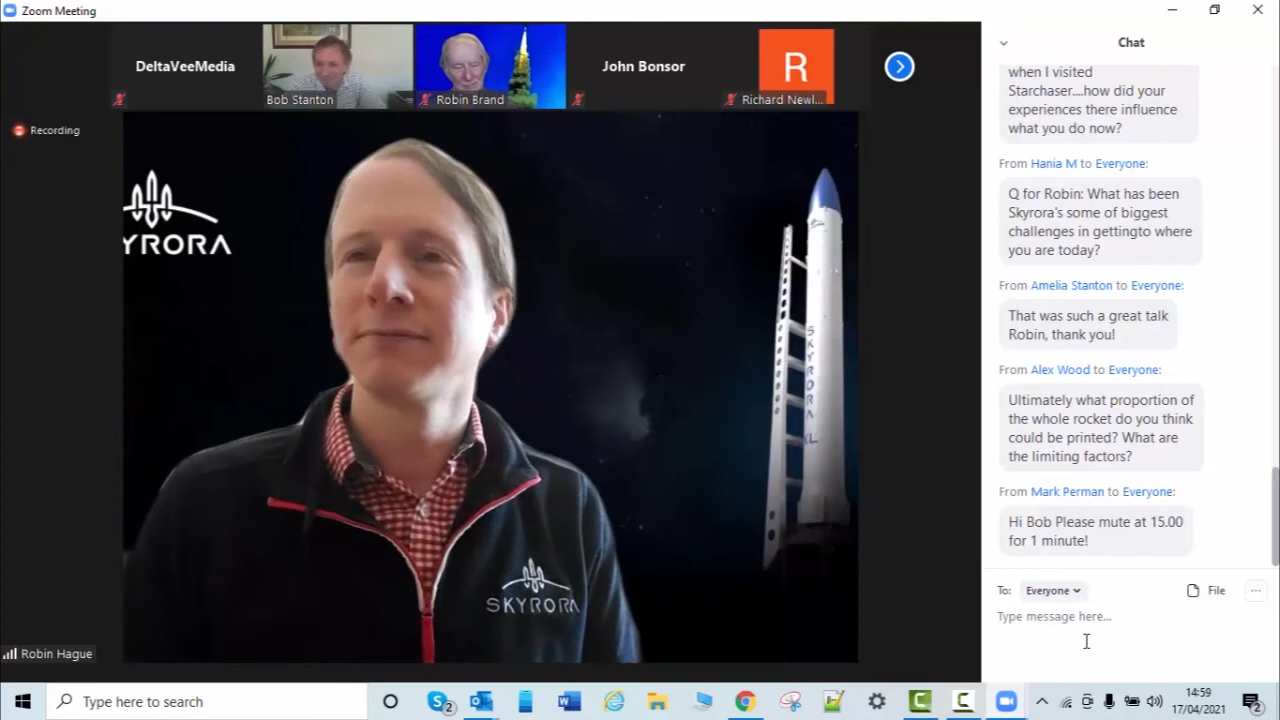 Zoom Meeting
DeltaVeeMedia
Bob Stanton
Robin Brand
John Bonsor
R
Richard Newl...
Recording
YRORA
SKYRORA XL
SKYRORA
Robin Hague
Chat
when I visited
Starchaser....how did your
experiences there influence
what you do now?
From Hania M to Everyone:
Q for Robin: What has been
Skyrora's some of biggest
challenges in gettingto where
you are today?
From Amelia Stanton to Everyone:
That was such a great talk
Robin, thank you!
From Alex Wood to Everyone:
Ultimately what proportion of
the whole rocket do you think
could be printed? What are
the limiting factors?
From Mark Perman to Everyone:
Hi Bob Please mute at 15.00
for 1 minute!
To: Everyone
File
Type message here...
Type here to search
2
14:59
17/04/2021
2